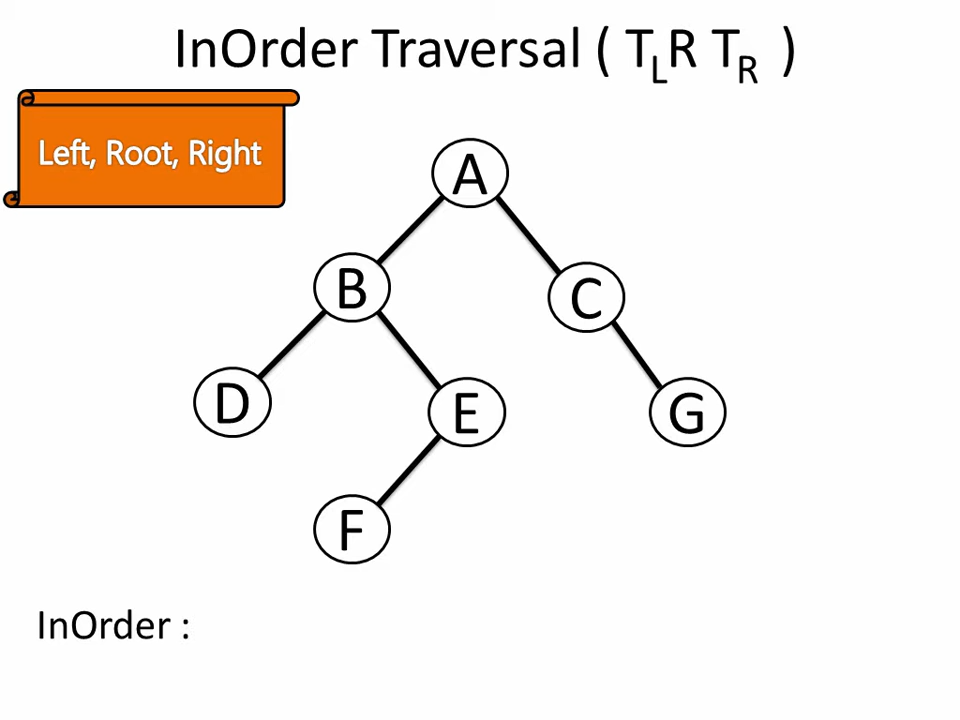 InOrder Traversal ( TLR TR )
Left, Root, Right
A
B
C
D
E
G
F
InOrder :